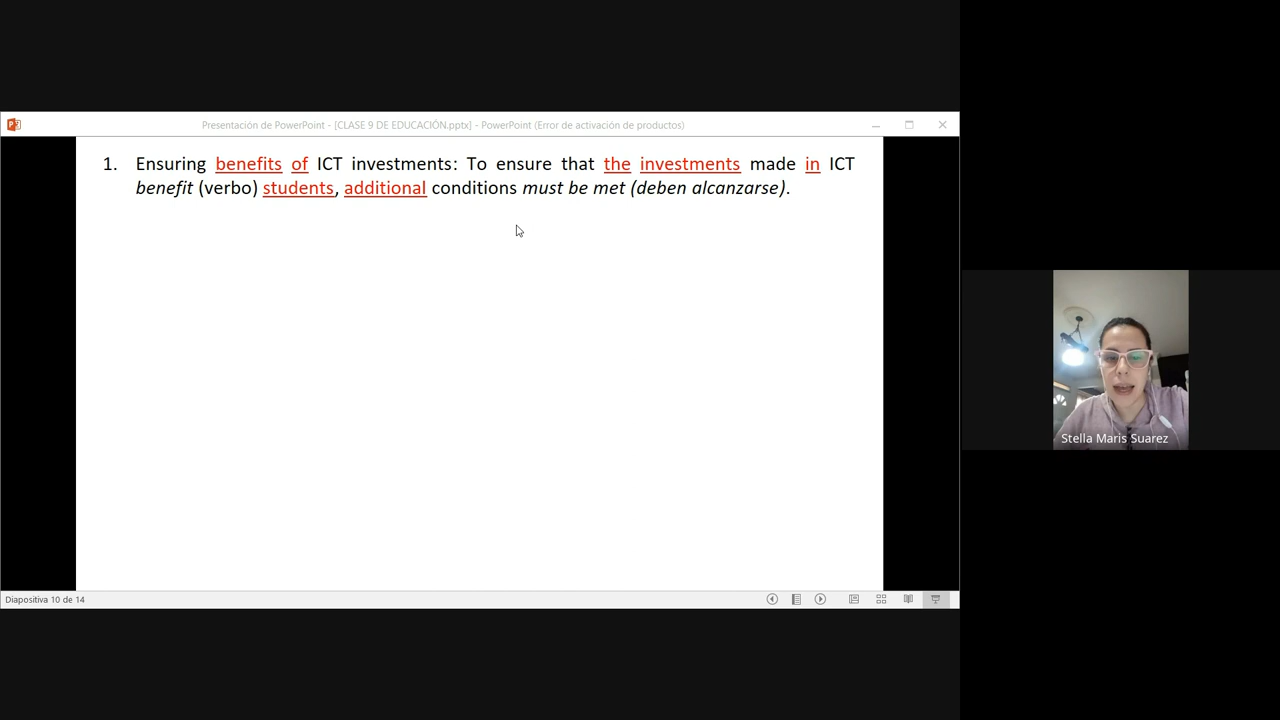 Presentación de PowerPoint - [CLASE 9 DE EDUCACIÓN.pptx] - PowerPoint (Error de activación de productos)
1. Ensuring benefits of ICT investments: To ensure that the investments made in ICT
benefit (verbo) students, additional conditions must be met (deben alcanzarse).
Stella Maris Suarez
Diapositiva 10 de 14